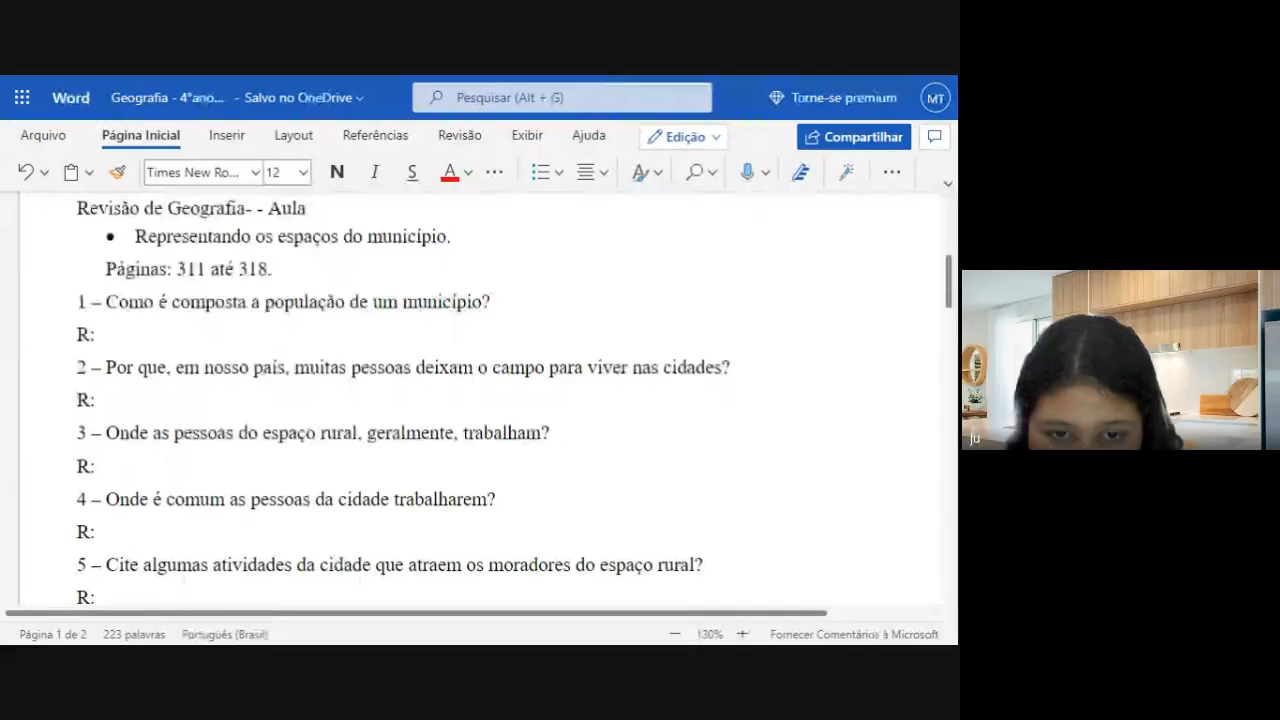 Word Geografia - 4°ano... - Salvo no OneDrive Pesquisar (Alt + G) Torne-se premium MT
Arquivo Página Inicial Inserir Layout Referências Revisão Exibir Ajuda Edição Compartilhar
Times New Ro... 12 N I S A ...
Revisão de Geografia- - Aula
• Representando os espaços do município.
Páginas: 311 até 318.
1 – Como é composta a população de um município?
R:
2 – Por que, em nosso país, muitas pessoas deixam o campo para viver nas cidades?
R:
3 – Onde as pessoas do espaço rural, geralmente, trabalham?
R:
4 – Onde é comum as pessoas da cidade trabalharem?
R:
5 – Cite algumas atividades da cidade que atraem os moradores do espaço rural?
R:
Página 1 de 2 223 palavras Português (Brasil) 130% Fornecer Comentários à Microsoft
ju